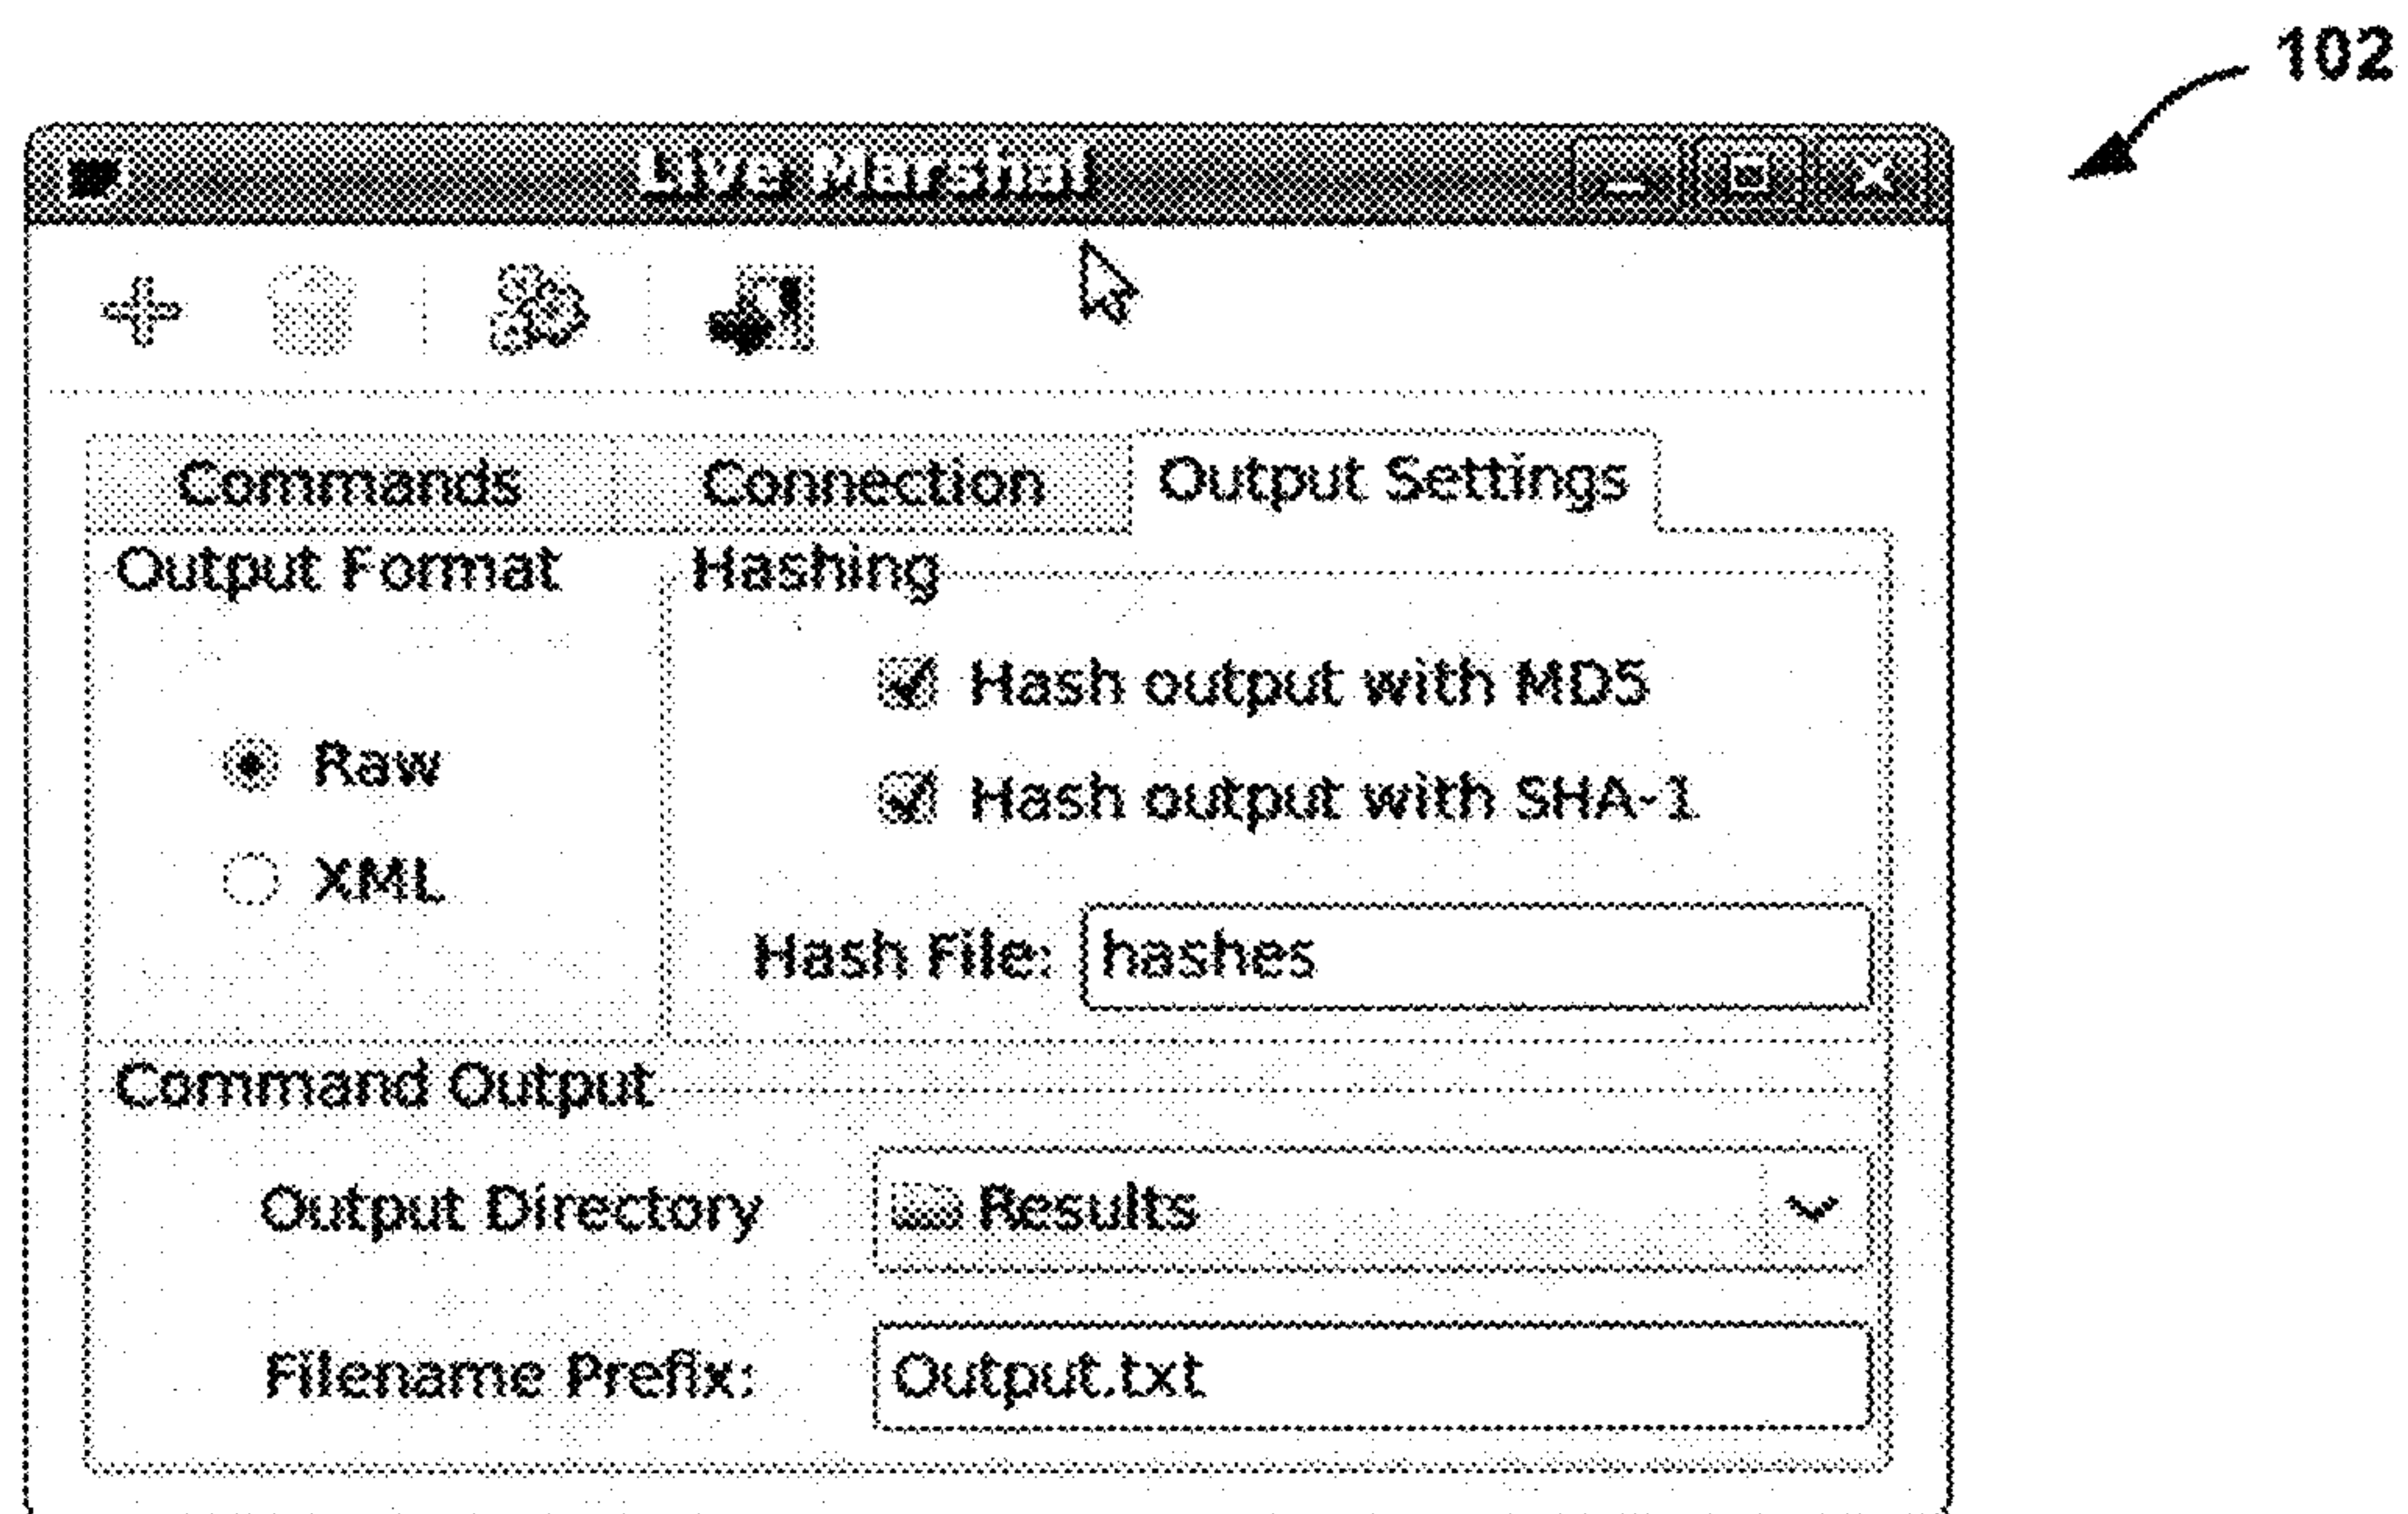 102
Live Marshal
Commands Connection Output Settings
Output Format Hashing
Hash output with MD5
Raw
Hash output with SHA-1
XML
Hash File: hashes
Command Output
Output Directory Results
Filename Prefix: Output.txt